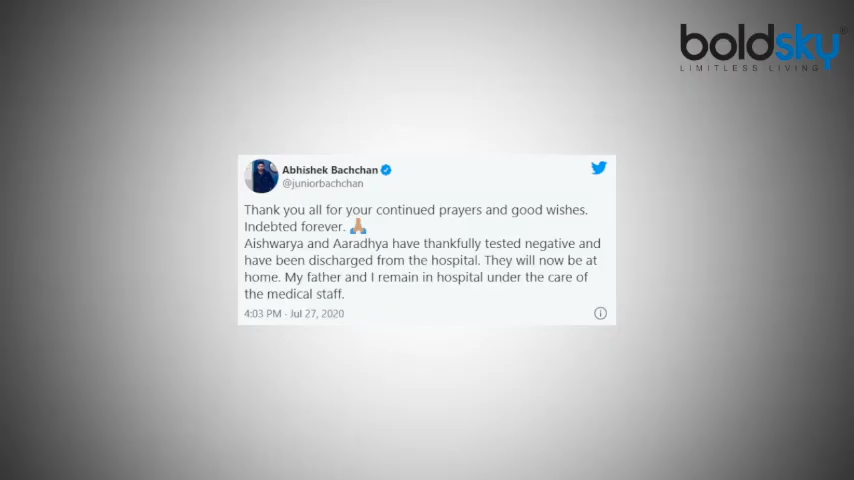 boldsky®
LIMITLESS LIVING
Abhishek Bachchan
@juniorbachchan
Thank you all for your continued prayers and good wishes.
Indebted forever. 🙏🏽
Aishwarya and Aaradhya have thankfully tested negative and
have been discharged from the hospital. They will now be at
home. My father and I remain in hospital under the care of
the medical staff.
4:03 PM · Jul 27, 2020